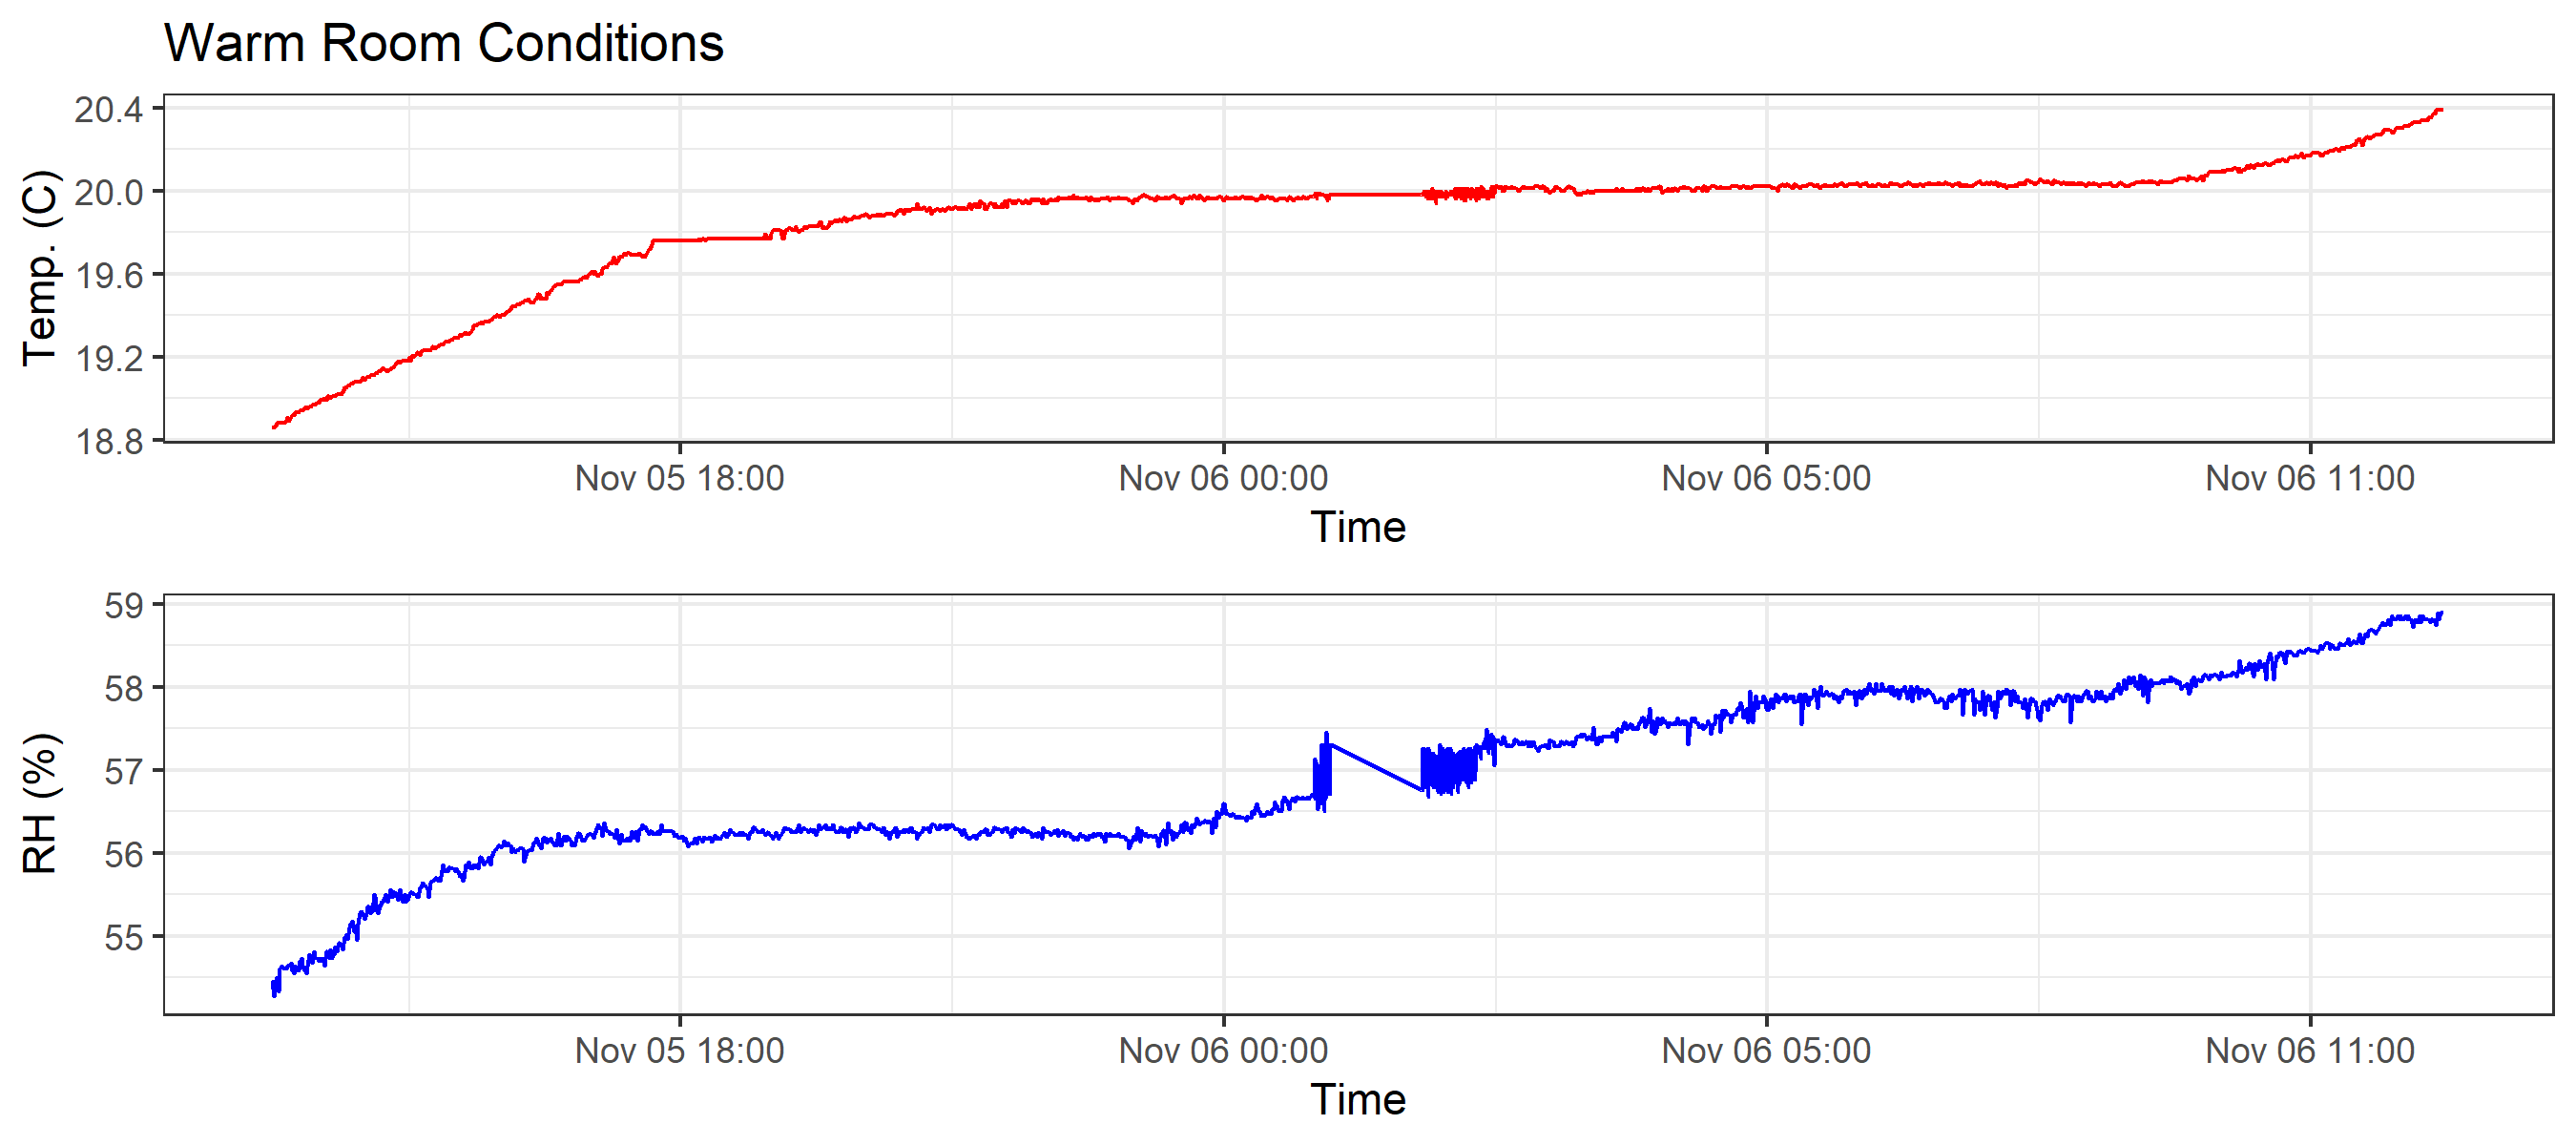 Warm Room Conditions
20.4
20.0
19.6
19.2
18.8
Temp. (C)
Nov 05 18:00 Nov 06 00:00 Nov 06 05:00 Nov 06 11:00
Time
59
58
57
56
55
RH (%)
Nov 05 18:00 Nov 06 00:00 Nov 06 05:00 Nov 06 11:00
Time